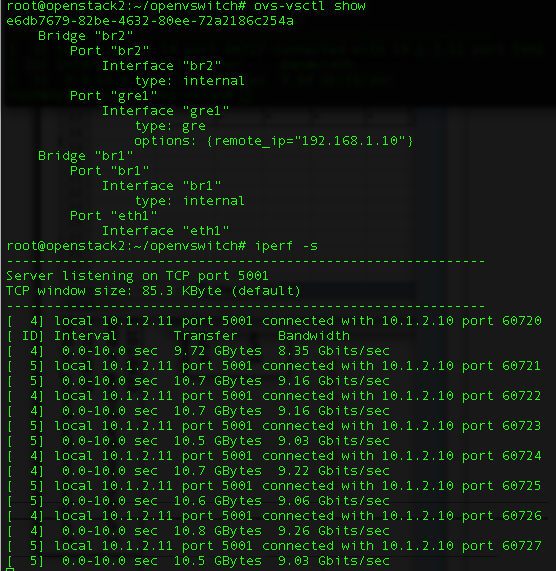 root@openstack2:~/openvswitch# ovs-vsctl show
e6db7679-82be-4632-80ee-72a2186c254a
    Bridge "br2"
        Port "br2"
            Interface "br2"
                type: internal
        Port "gre1"
            Interface "gre1"
                type: gre
                options: {remote_ip="192.168.1.10"}
    Bridge "br1"
        Port "br1"
            Interface "br1"
                type: internal
        Port "eth1"
            Interface "eth1"
root@openstack2:~/openvswitch# iperf -s
------------------------------------------------------------
Server listening on TCP port 5001
TCP window size: 85.3 KByte (default)
------------------------------------------------------------
[  4] local 10.1.2.11 port 5001 connected with 10.1.2.10 port 60720
[ ID] Interval       Transfer     Bandwidth
[  4]  0.0-10.0 sec  9.72 GBytes  8.35 Gbits/sec
[  5] local 10.1.2.11 port 5001 connected with 10.1.2.10 port 60721
[  5]  0.0-10.0 sec  10.7 GBytes  9.16 Gbits/sec
[  4] local 10.1.2.11 port 5001 connected with 10.1.2.10 port 60722
[  4]  0.0-10.0 sec  10.7 GBytes  9.16 Gbits/sec
[  5] local 10.1.2.11 port 5001 connected with 10.1.2.10 port 60723
[  5]  0.0-10.0 sec  10.5 GBytes  9.03 Gbits/sec
[  4] local 10.1.2.11 port 5001 connected with 10.1.2.10 port 60724
[  4]  0.0-10.0 sec  10.7 GBytes  9.22 Gbits/sec
[  5] local 10.1.2.11 port 5001 connected with 10.1.2.10 port 60725
[  5]  0.0-10.0 sec  10.6 GBytes  9.06 Gbits/sec
[  4] local 10.1.2.11 port 5001 connected with 10.1.2.10 port 60726
[  4]  0.0-10.0 sec  10.8 GBytes  9.26 Gbits/sec
[  5] local 10.1.2.11 port 5001 connected with 10.1.2.10 port 60727
[  5]  0.0-10.0 sec  10.5 GBytes  9.03 Gbits/sec